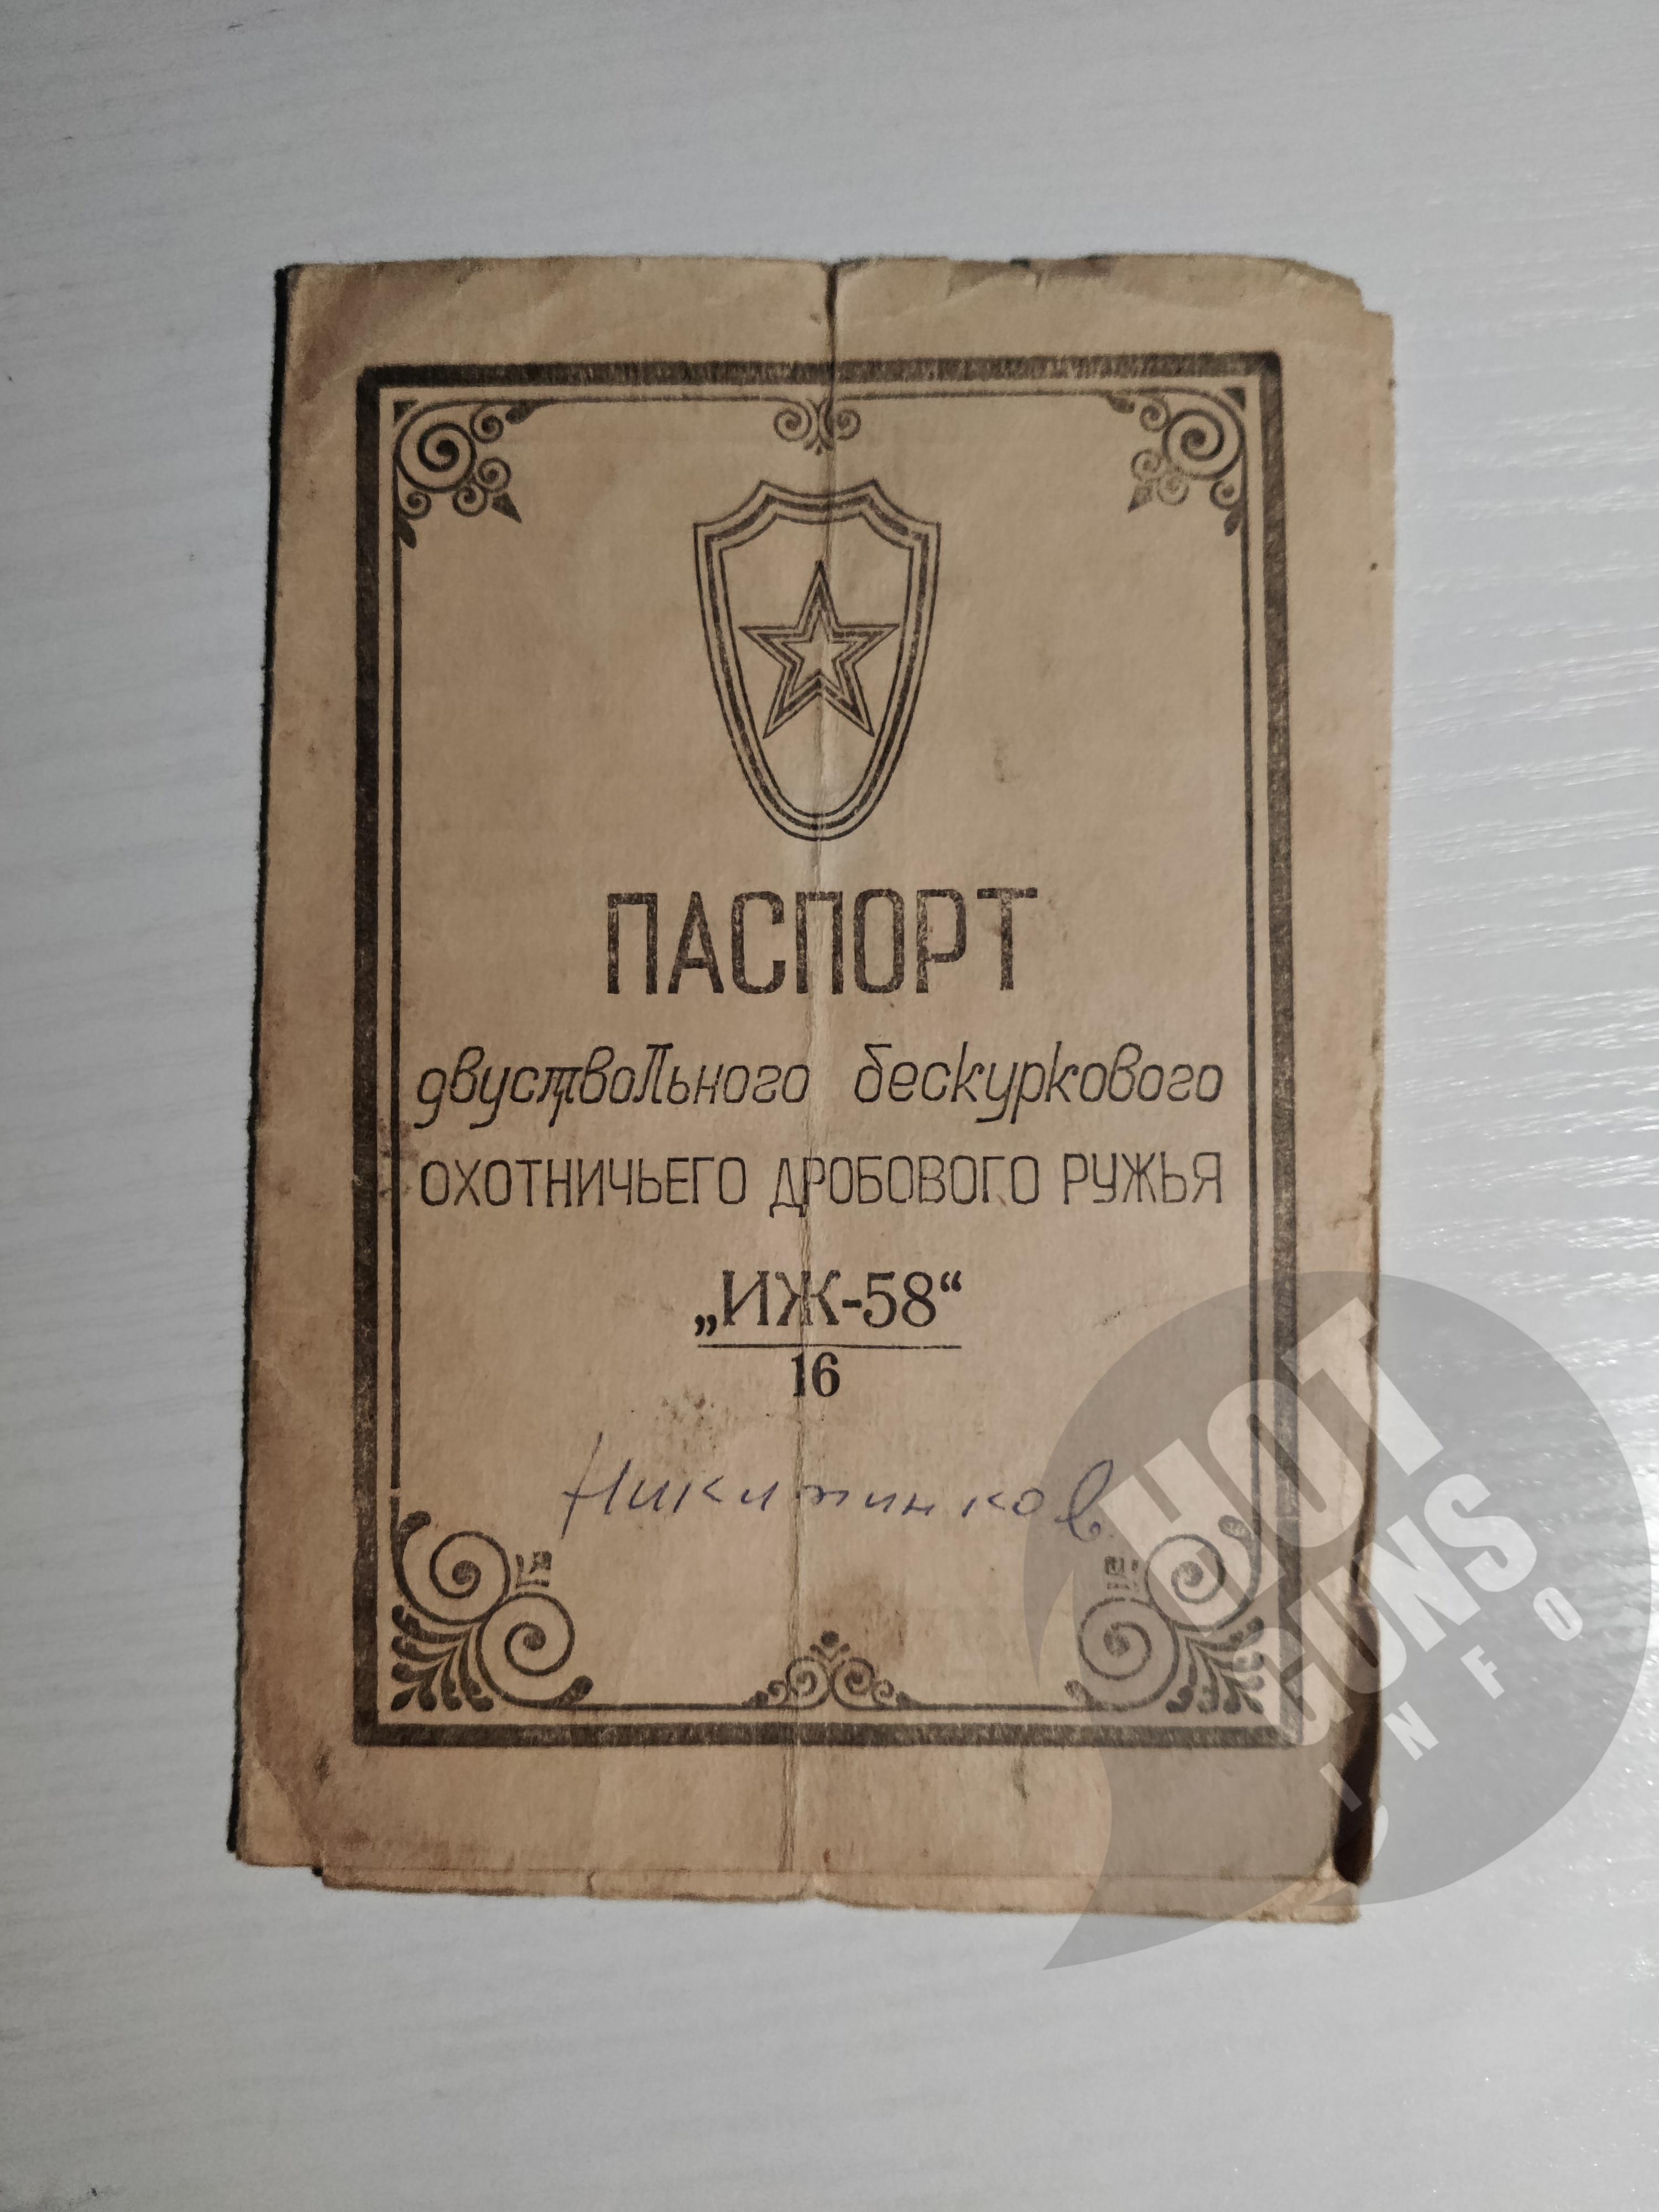 ПАСПОРТ
двуствольного бескуркового
ОХОТНИЧЬЕГО ДРОБОВОГО РУЖЬЯ
„ИЖ-58“
16
Никитинков
HOT
GUNS
INFO